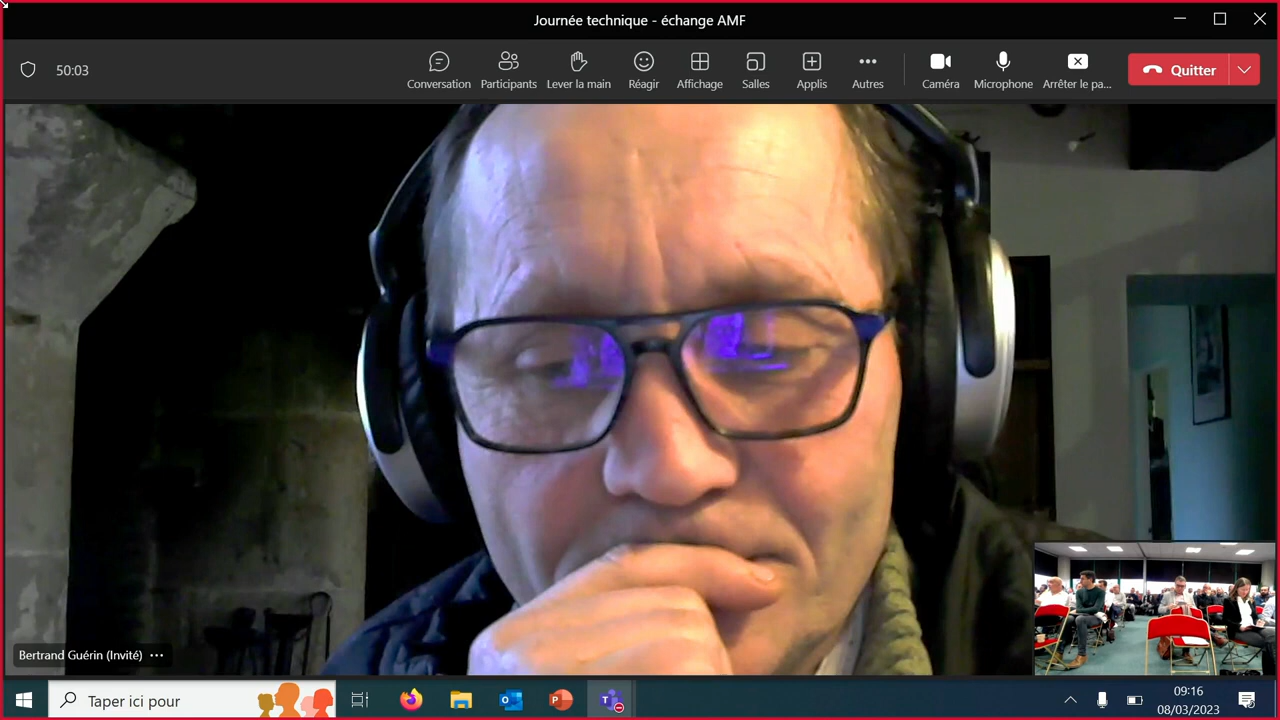 Journée technique - échange AMF
50:03
Conversation
Participants
Lever la main
Réagir
Affichage
Salles
Applis
Autres
Caméra
Microphone
Arrêter le pa...
Quitter
Bertrand Guérin (Invité)
Taper ici pour
09:16
08/03/2023